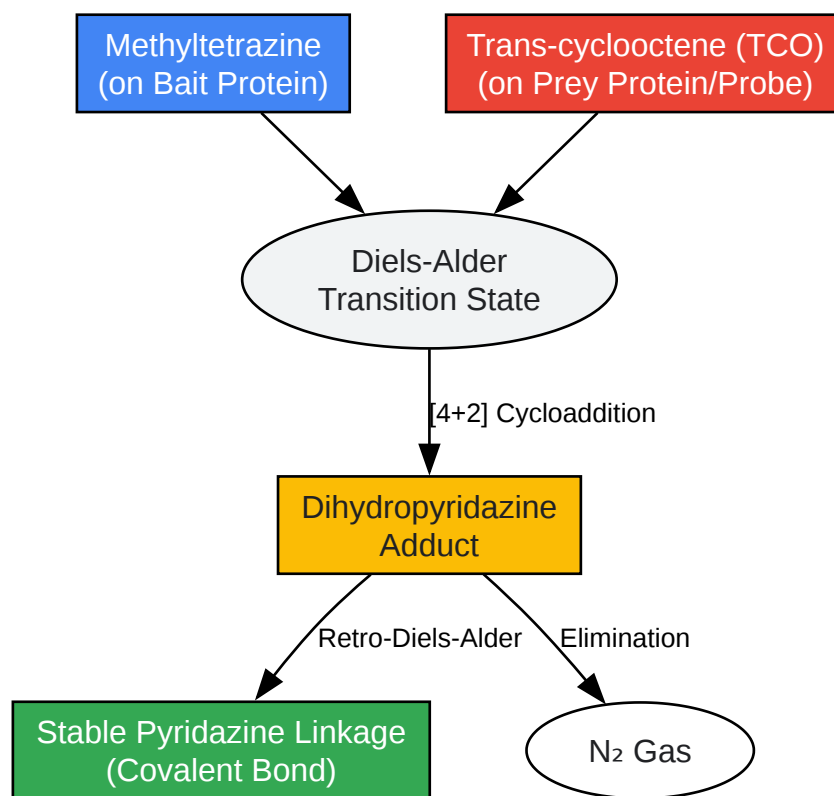 Methyltetrazine
(on Bait Protein)
Trans-cyclooctene (TCO)
(on Prey Protein/Probe)
Diels-Alder
Transition State
[4+2] Cycloaddition
Dihydropyridazine
Adduct
Retro-Diels-Alder
Elimination
Stable Pyridazine Linkage
(Covalent Bond)
N₂ Gas